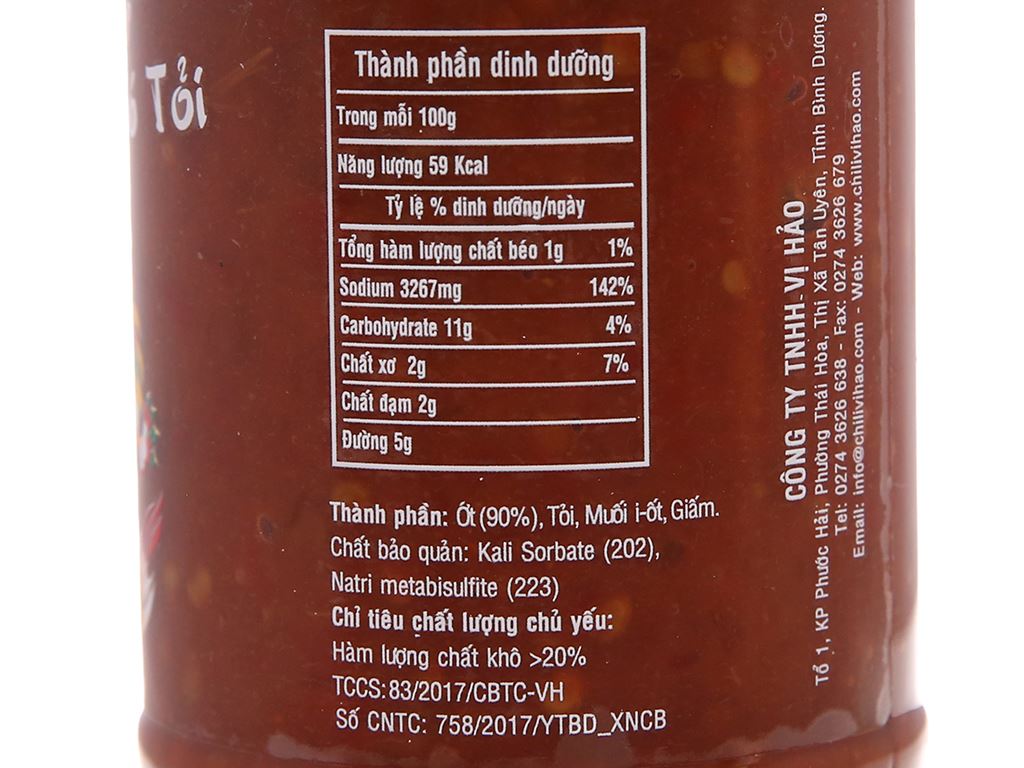 Tỏi
Thành phần dinh dưỡng
Trong mỗi 100g
Năng lượng 59 Kcal
Tỷ lệ % dinh dưỡng/ngày
Tổng hàm lượng chất béo 1g 1%
Sodium 3267mg 142%
Carbohydrate 11g 4%
Chất xơ 2g 7%
Chất đạm 2g
Đường 5g
Thành phần: Ớt (90%), Tỏi, Muối i-ốt, Giấm.
Chất bảo quản: Kali Sorbate (202),
Natri metabisulfite (223)
Chỉ tiêu chất lượng chủ yếu:
Hàm lượng chất khô >20%
TCCS: 83/2017/CBTC-VH
Số CNTC: 758/2017/YTBD_XNCB
CÔNG TY TNHH-VỊ HẢO
Tổ 1, KP Phước Hải, Phường Thái Hòa, Thị Xã Tân Uyên, Tỉnh Bình Dương.
Tel: 0274 3626 638 - Fax: 0274 3626 679
Email: info@chilivihao.com - Web: www.chilivihao.com